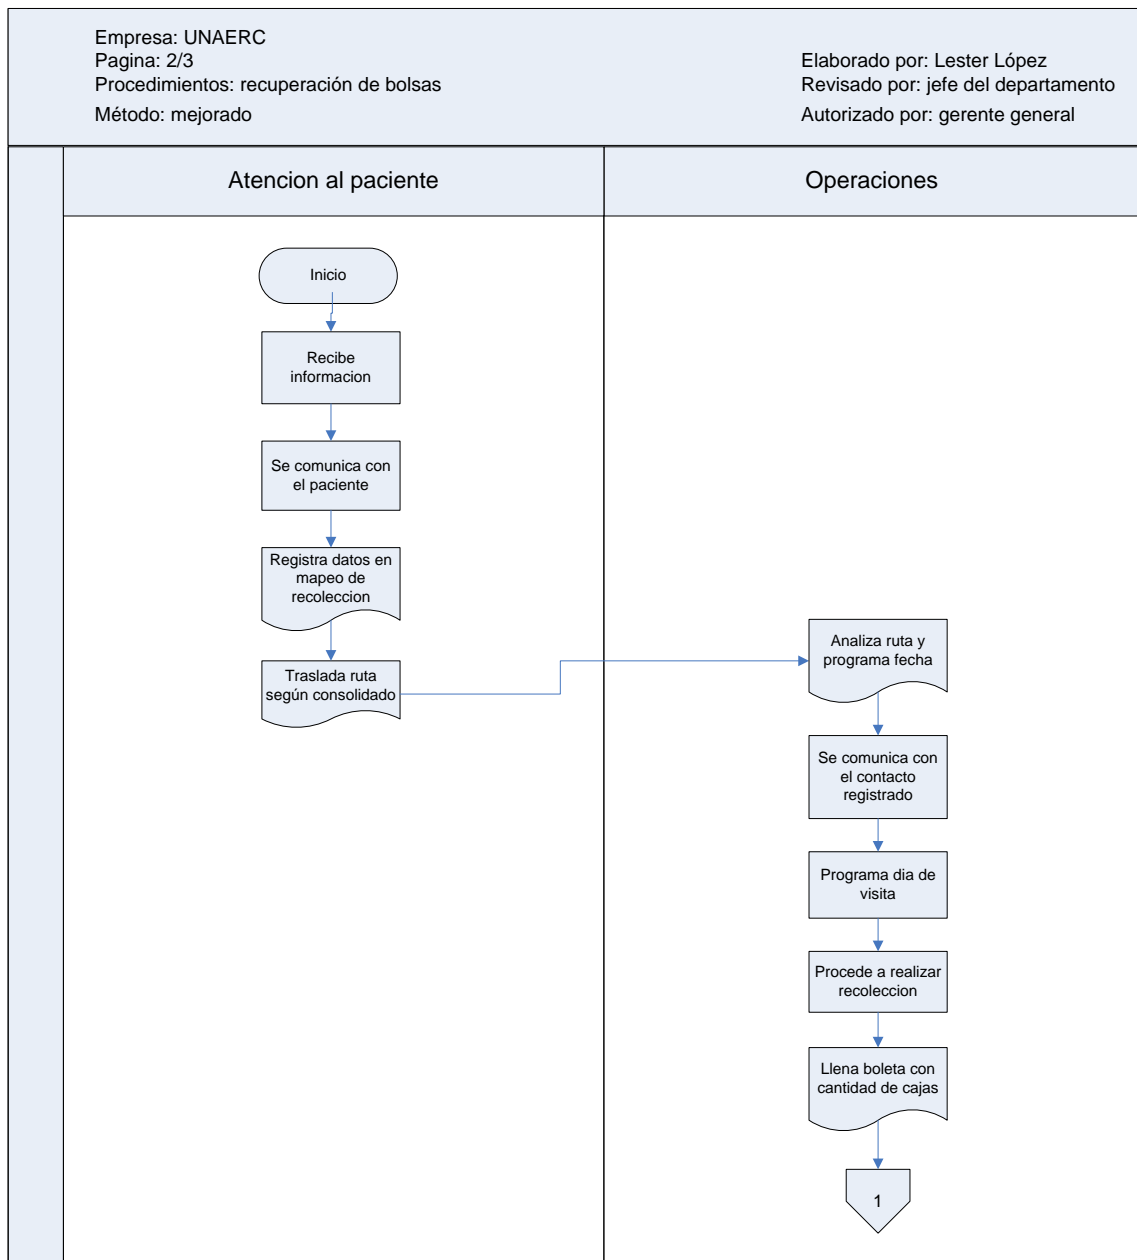 Empresa: UNAERC
Pagina: 2/3
Procedimientos: recuperación de bolsas
Método: mejorado
Elaborado por: Lester López
Revisado por: jefe del departamento
Autorizado por: gerente general
Atencion al paciente
Operaciones
Inicio
Recibe
informacion
Se comunica con
el paciente
Registra datos en
mapeo de
recoleccion
Traslada ruta
según consolidado
Analiza ruta y
programa fecha
Se comunica con
el contacto
registrado
Programa dia de
visita
Procede a realizar
recoleccion
Llena boleta con
cantidad de cajas
1